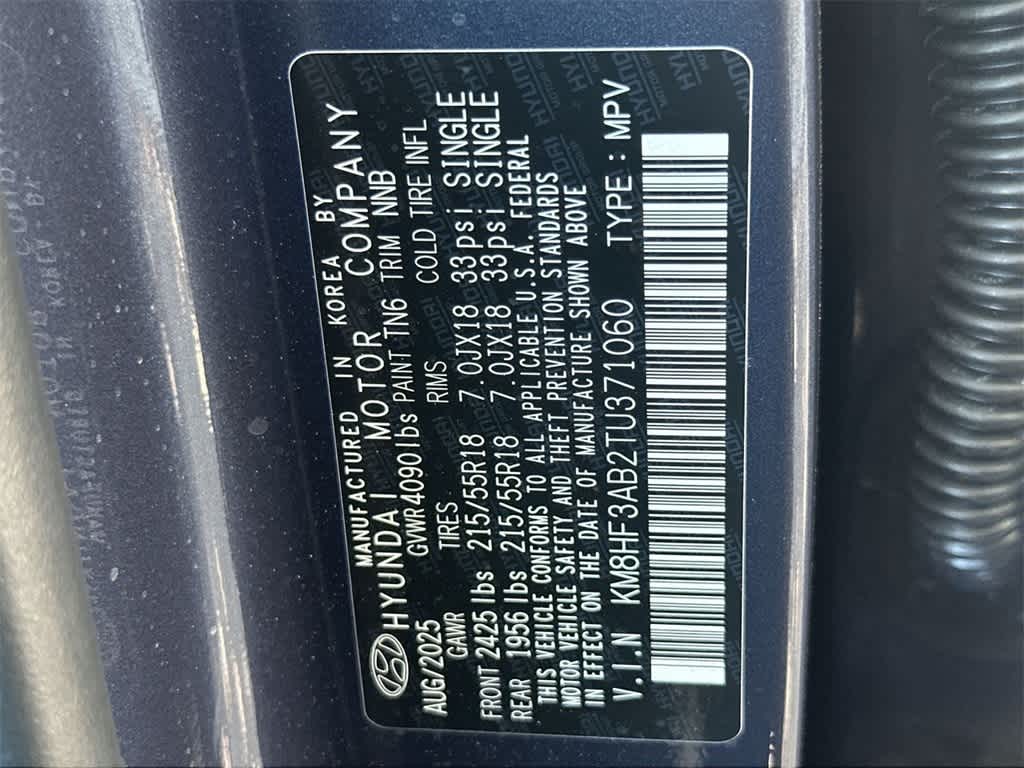 MANUFACTURED IN KOREA BY
HYUNDAI MOTOR COMPANY
AUG/2025 GVWR 4090lbs PAINT TN6 TRIM NNB
GAWR TIRES RIMS COLD TIRE INFL
FRONT 2425 lbs 215/55R18 7.0JX18 33psi SINGLE
REAR 1956 lbs 215/55R18 7.0JX18 33psi SINGLE
THIS VEHICLE CONFORMS TO ALL APPLICABLE U.S.A. FEDERAL
MOTOR VEHICLE SAFETY AND THEFT PREVENTION STANDARDS
IN EFFECT ON THE DATE OF MANUFACTURE SHOWN ABOVE
V.I.N KM8HF3AB2TU371060 TYPE: MPV